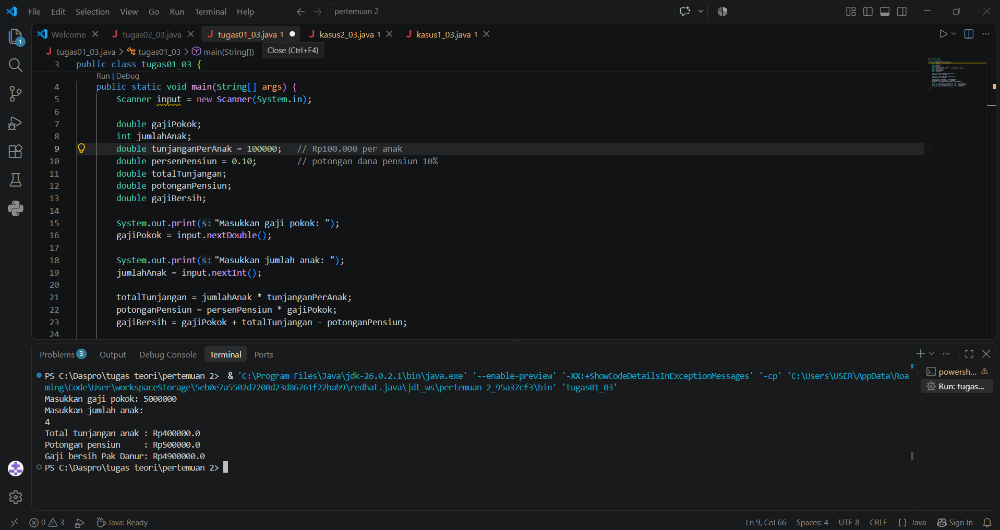 File Edit Selection View Go Run Terminal Help
pertemuan 2
1
Welcome
tugas02_03.java
tugas01_03.java 1
kasus2_03.java 1
kasus1_03.java 1
tugas01_03.java > tugas01_03 > main(String[])
Close (Ctrl+F4)
3 public class tugas01_03 {
Run | Debug
4 public static void main(String[] args) {
5 Scanner input = new Scanner(System.in);
6
7 double gajiPokok;
8 int jumlahAnak;
9 double tunjanganPerAnak = 100000; // Rp100.000 per anak
10 double persenPensiun = 0.10; // potongan dana pensiun 10%
11 double totalTunjangan;
12 double potonganPensiun;
13 double gajiBersih;
14
15 System.out.print(s: "Masukkan gaji pokok: ");
16 gajiPokok = input.nextDouble();
17
18 System.out.print(s: "Masukkan jumlah anak: ");
19 jumlahAnak = input.nextInt();
20
21 totalTunjangan = jumlahAnak * tunjanganPerAnak;
22 potonganPensiun = persenPensiun * gajiPokok;
23 gajiBersih = gajiPokok + totalTunjangan - potonganPensiun;
24
Problems 3 Output Debug Console Terminal Ports
PS C:\Daspro\tugas teori\pertemuan 2> & 'C:\Program Files\Java\jdk-26.0.2.1\bin\java.exe' '--enable-preview' '-XX:+ShowCodeDetailsInExceptionMessages' '-cp' 'C:\Users\USER\AppData\Roa
ming\Code\User\workspaceStorage\5eb0e7a5502d7200d23d86761f22bab9\redhat.java\jdt_ws\pertemuan 2_95a37cf3\bin' 'tugas01_03'
Masukkan gaji pokok: 5000000
Masukkan jumlah anak:
4
Total tunjangan anak : Rp400000.0
Potongan pensiun : Rp500000.0
Gaji bersih Pak Danur: Rp4900000.0
PS C:\Daspro\tugas teori\pertemuan 2>
powersh...
Run: tugas...
0 3 Java: Ready
Ln 9, Col 66 Spaces: 4 UTF-8 CRLF { } Java Sign In